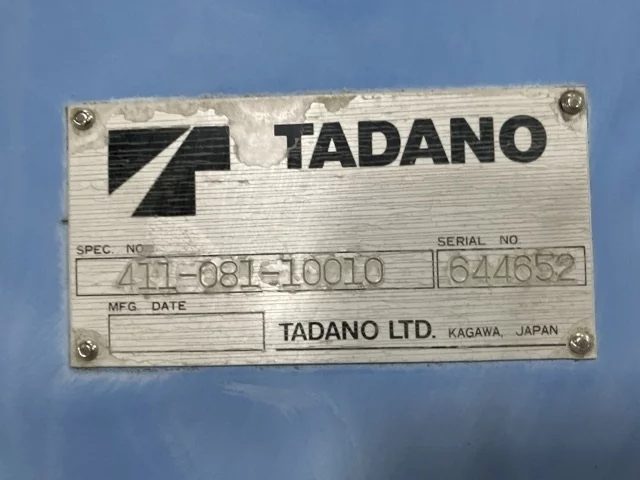 TADANO
SPEC. NO.
SERIAL NO.
411-081-10010
644652
MFG. DATE
TADANO LTD. KAGAWA, JAPAN